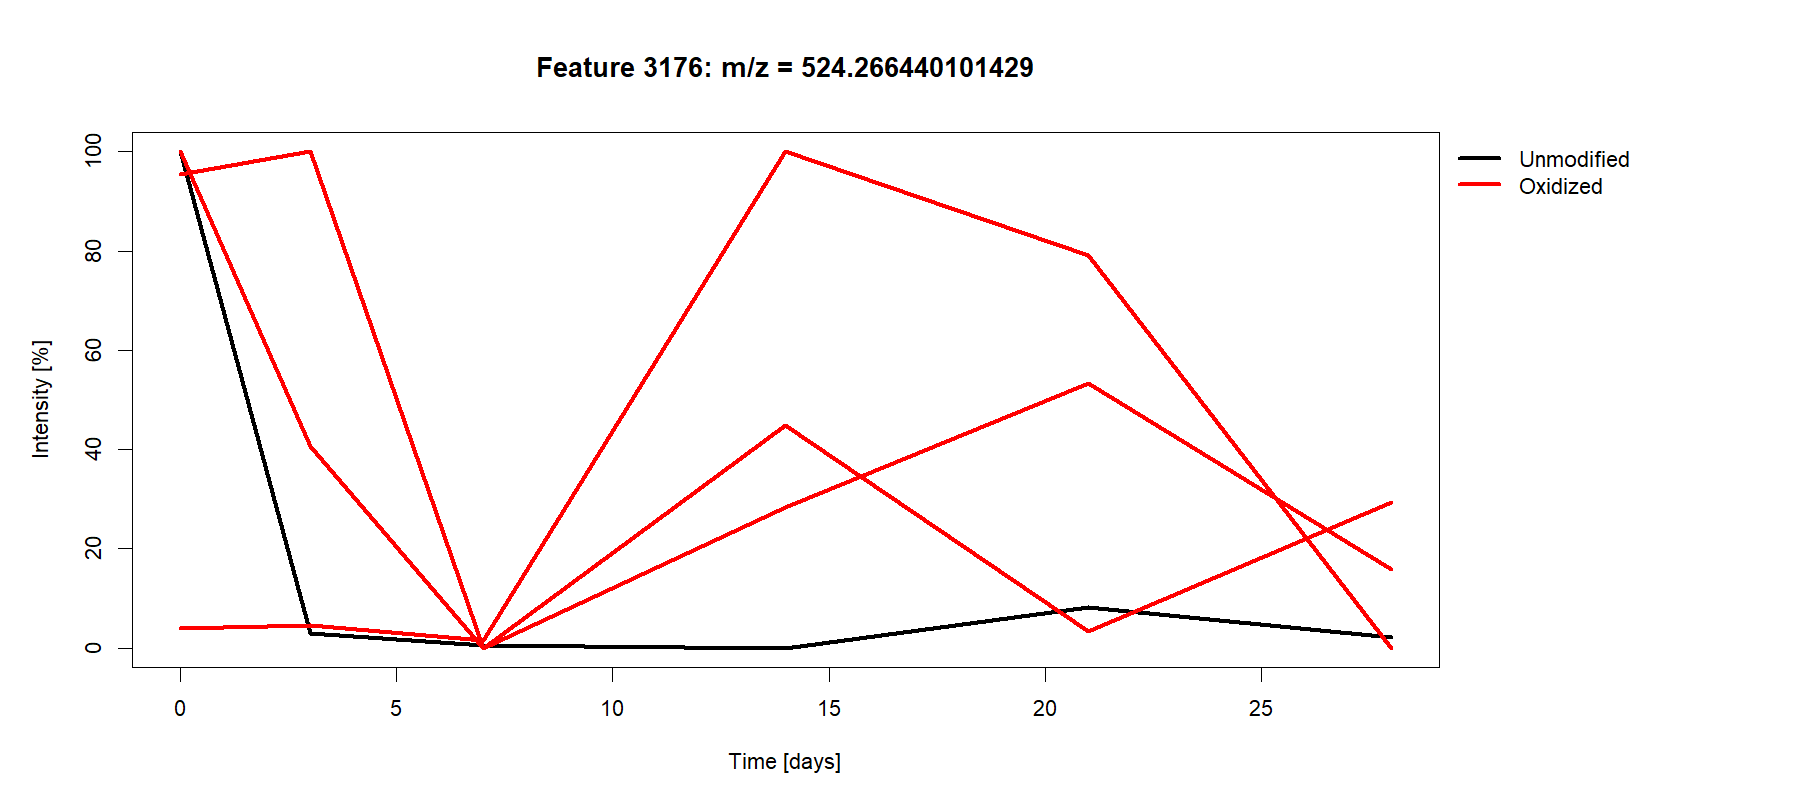 Feature 3176: m/z = 524.266440101429
Unmodified
Oxidized
100
80
60
40
20
0
Intensity [%]
0 5 10 15 20 25
Time [days]